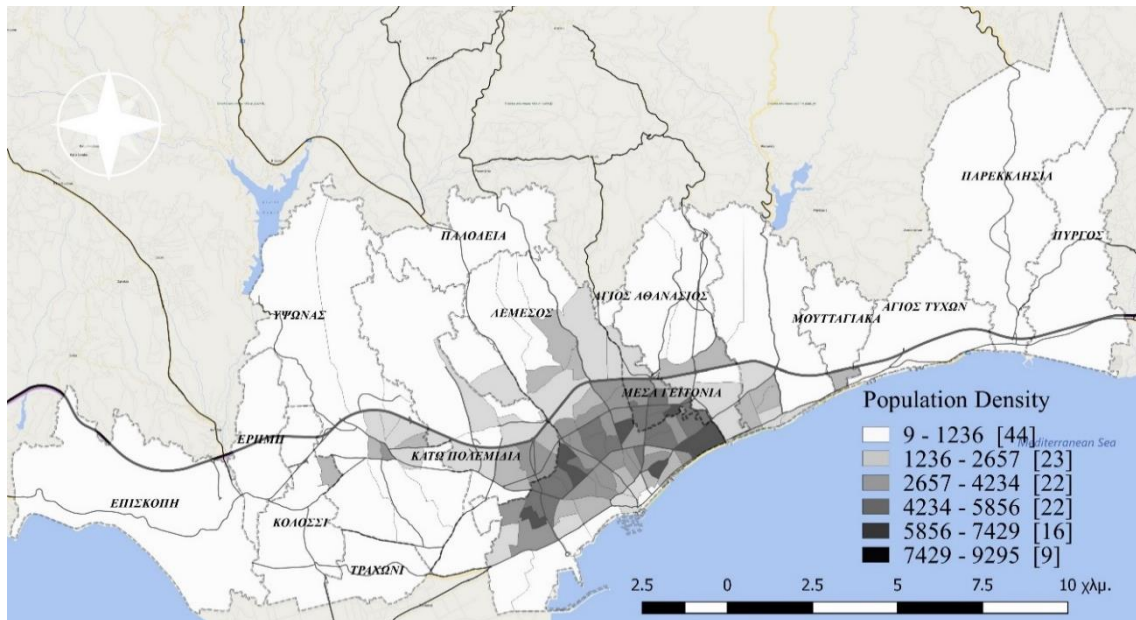 ΠΑΡΕΚΚΛΗΣΙΑ
ΠΑΛΟΔΕΙΑ
ΠΥΡΓΟΣ
ΑΓΙΟΣ ΑΘΑΝΑΣΙΟΣ
ΥΨΩΝΑΣ
ΛΕΜΕΣΟΣ
ΜΟΥΤΤΑΓΙΑΚΑ
ΑΓΙΟΣ ΤΥΧΩΝ
ΜΕΣΑ ΓΕΙΤΟΝΙΑ
ΕΡΗΜΗ
ΚΑΤΩ ΠΟΛΕΜΙΔΙΑ
ΕΠΙΣΚΟΠΗ
ΚΟΛΟΣΣΙ
ΤΡΑΧΩΝΙ
Population Density
9 - 1236 [44]
Mediterranean Sea
1236 - 2657 [23]
2657 - 4234 [22]
4234 - 5856 [22]
5856 - 7429 [16]
7429 - 9295 [9]
2.5 0 2.5 5 7.5 10 χλμ.